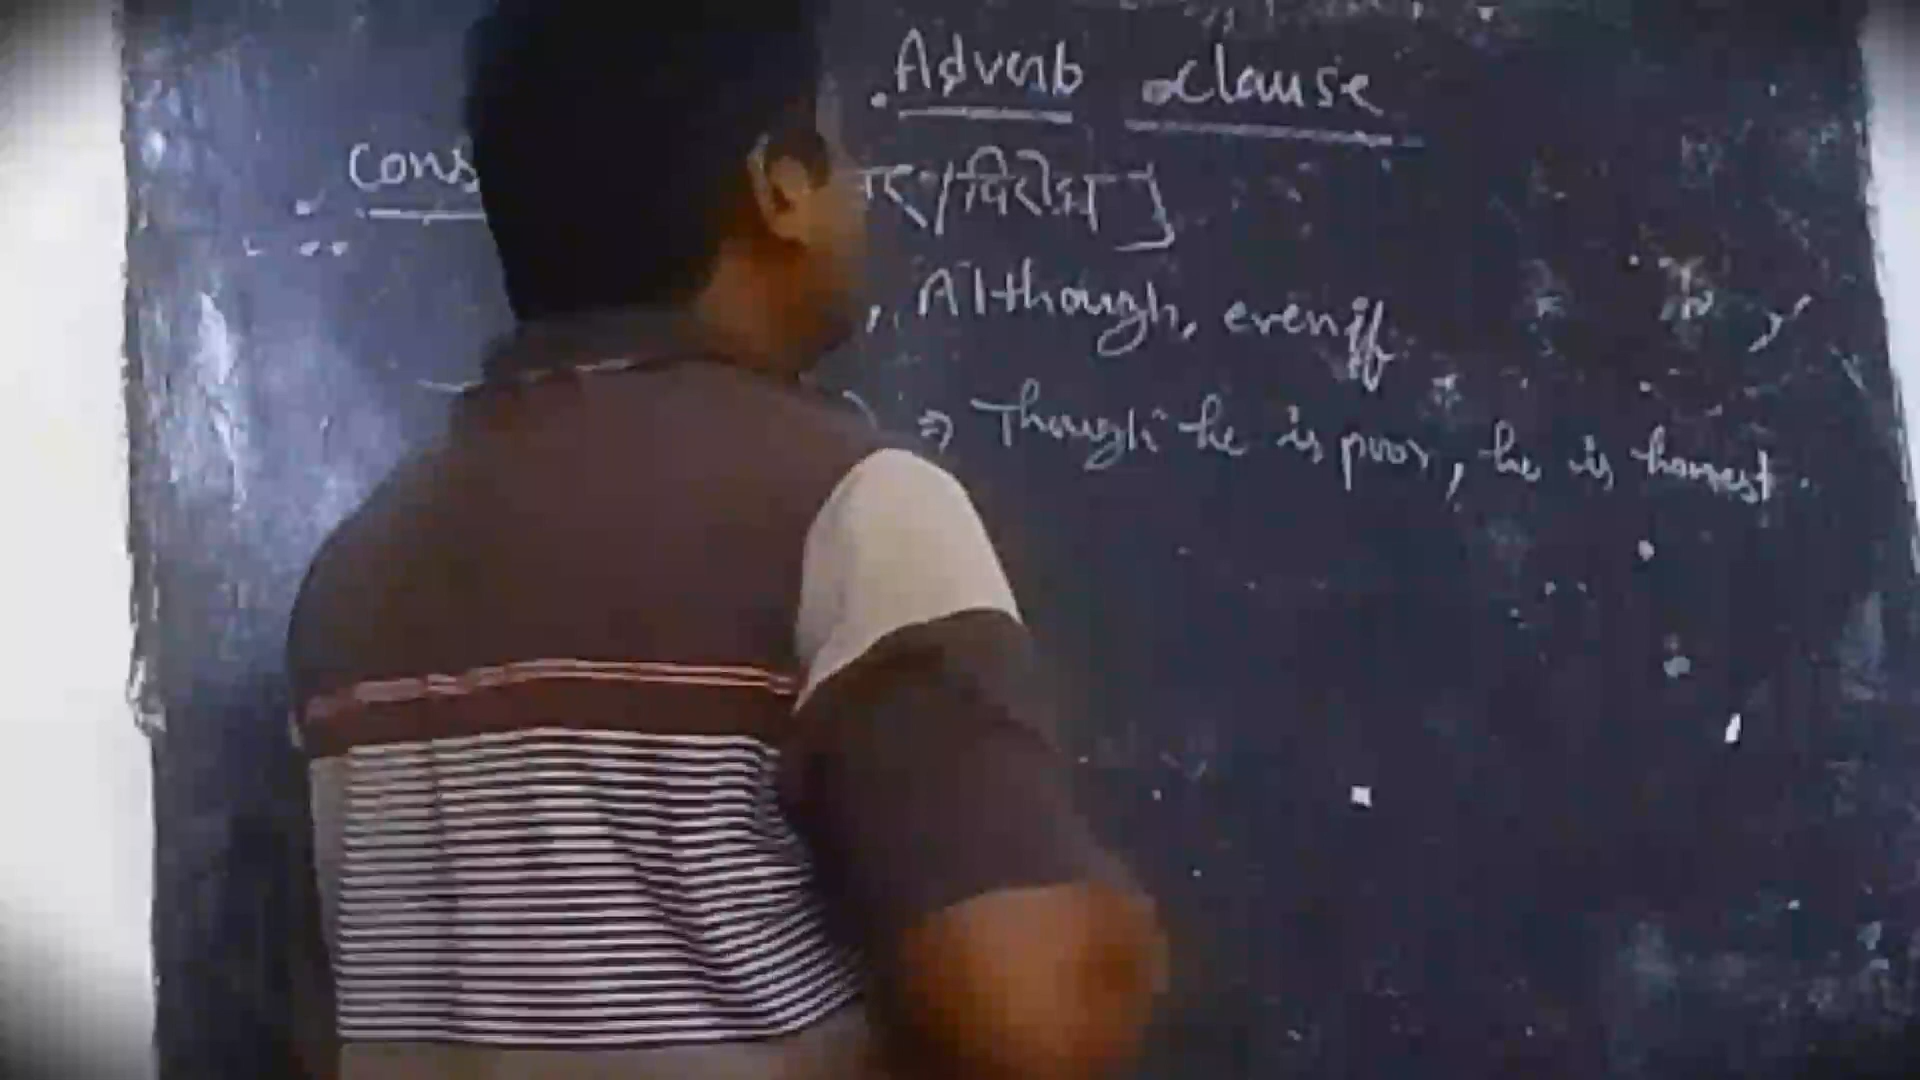 Adverb clause
Cons
/विरोध]
, Although, even if
⇒ Though he is poor, he is honest.